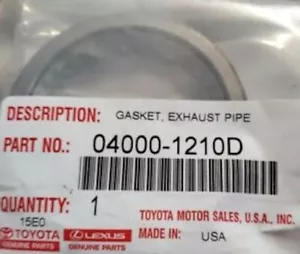 DESCRIPTION: GASKET, EXHAUST PIPE
PART NO.: 04000-1210D
QUANTITY: 1
15E0
TOYOTA MOTOR SALES, U.S.A., INC.
TOYOTA LEXUS
GENUINE PARTS GENUINE PARTS
MADE IN: USA